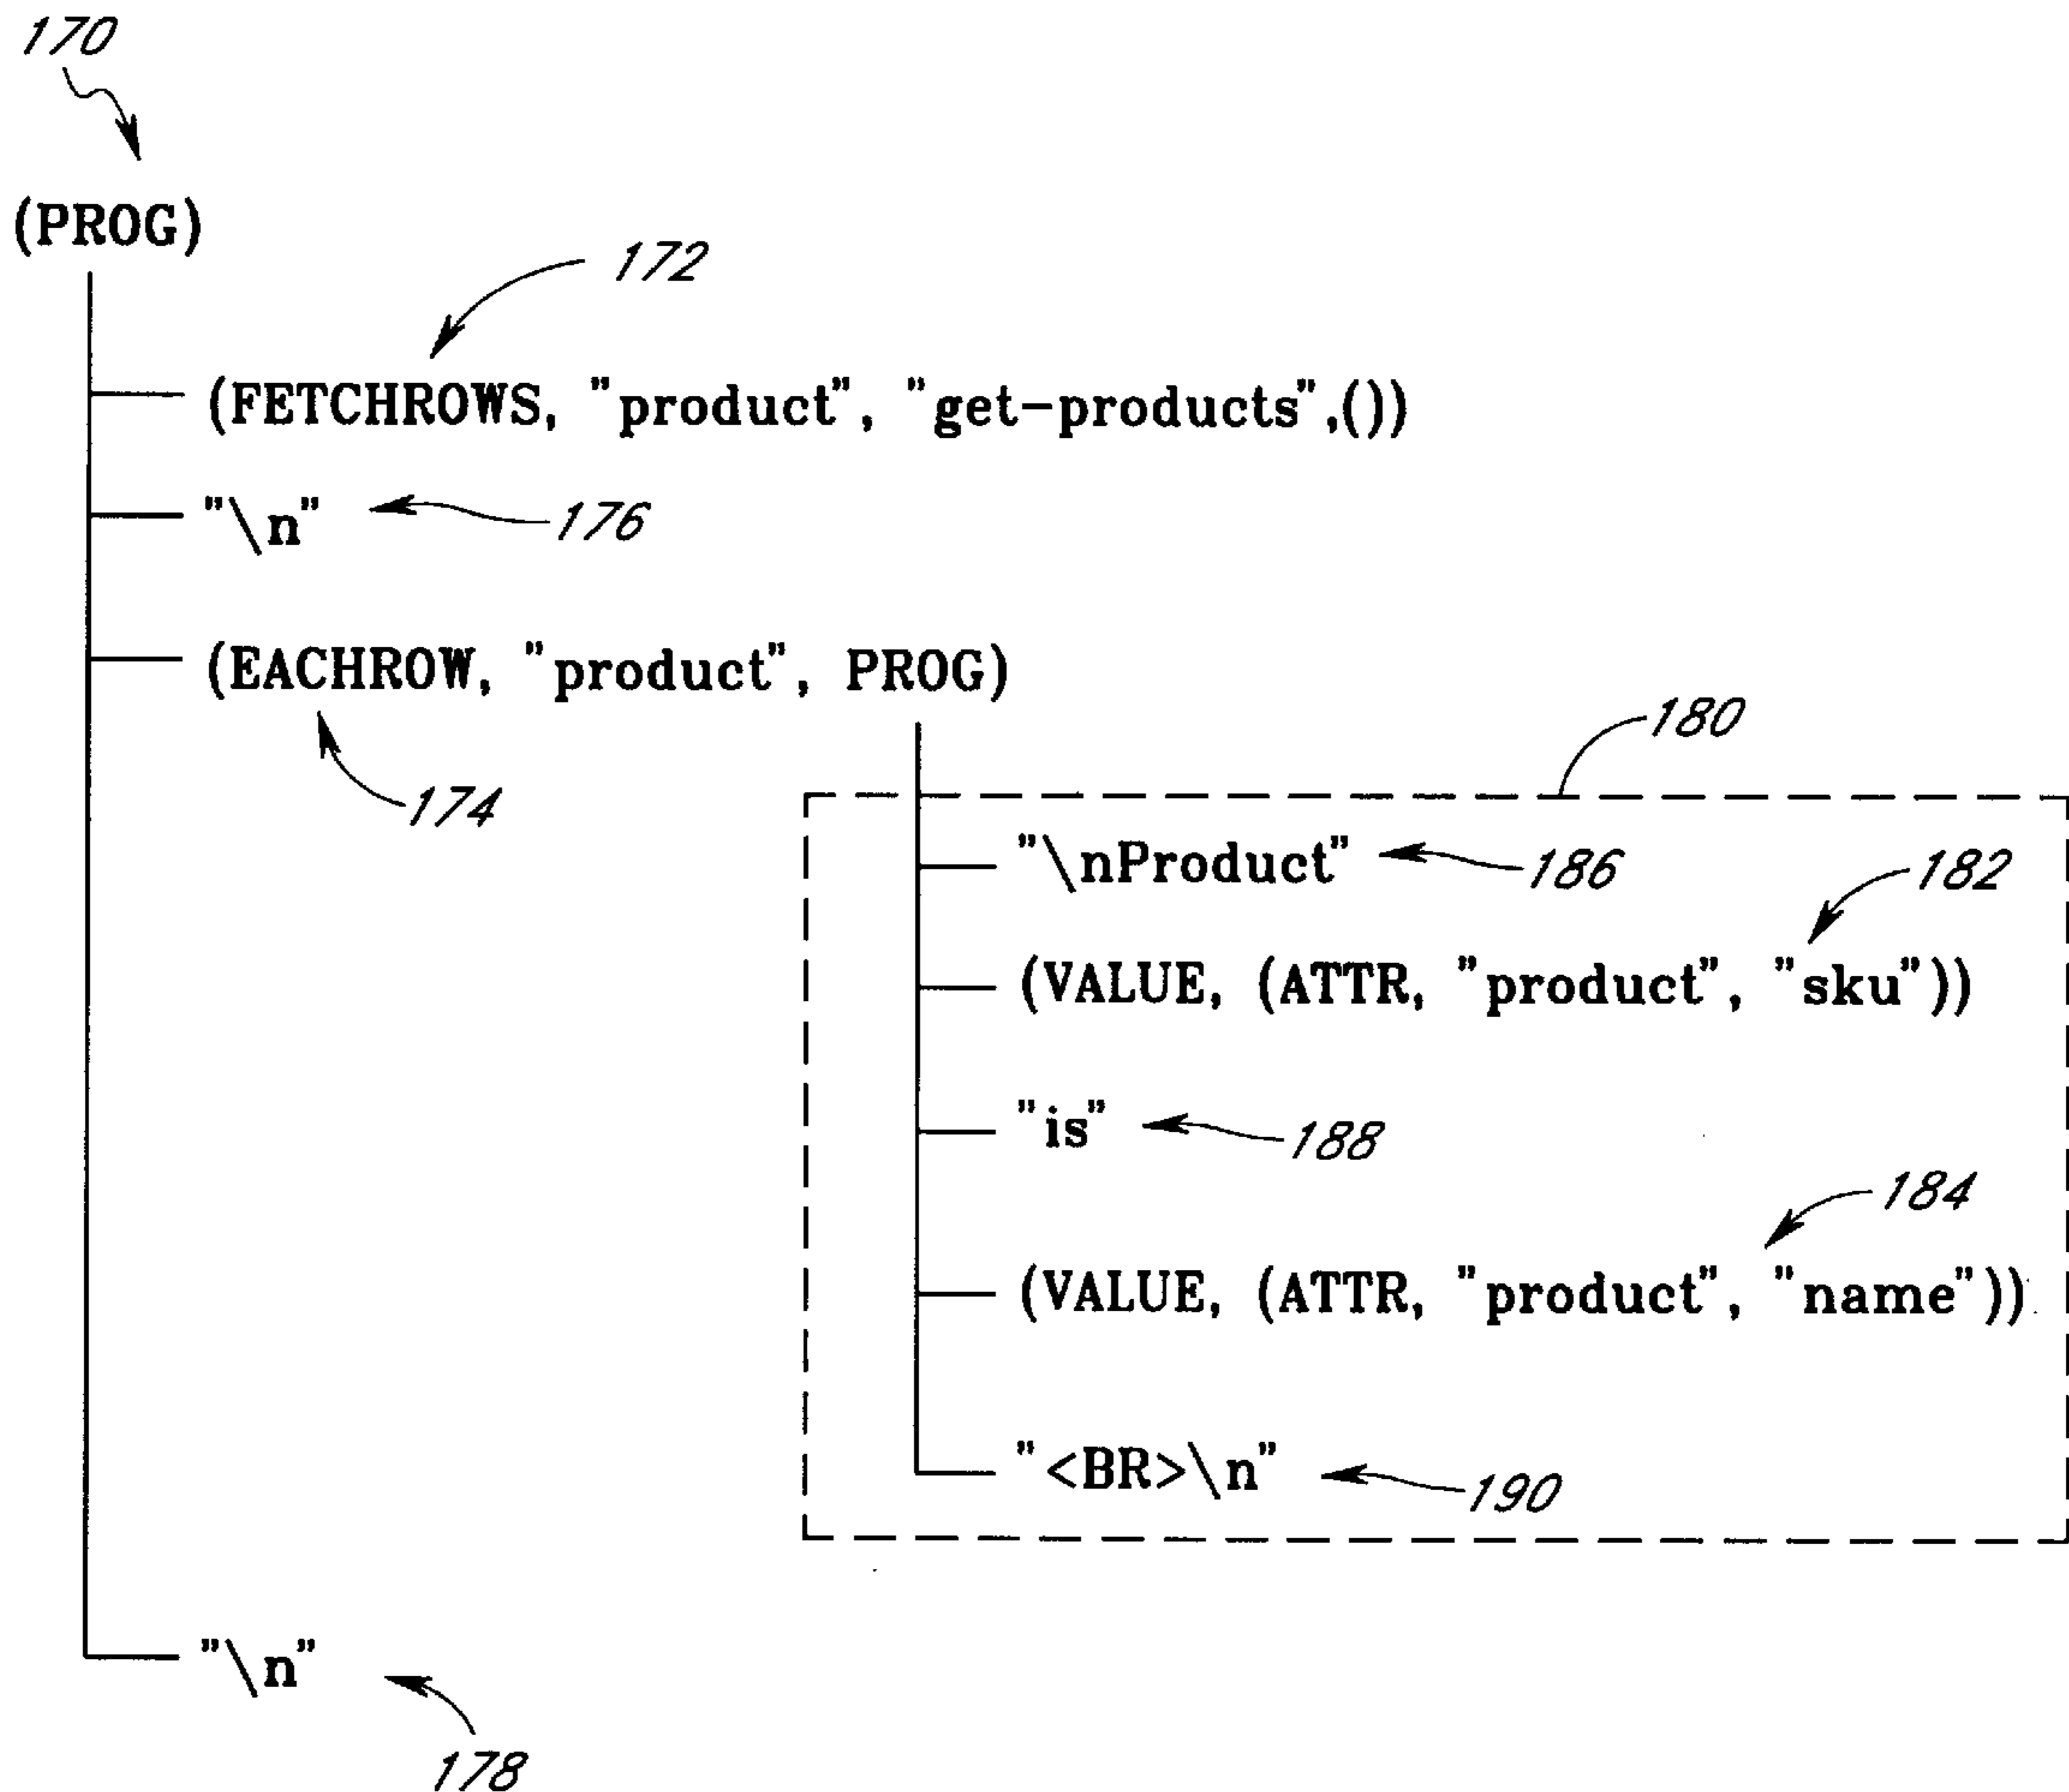 170
(PROG)
172
(FETCHROWS, "product", "get-products",())
"\n" 176
(EACHROW, "product", PROG)
180
174
"\nProduct" 186 182
(VALUE, (ATTR, "product", "sku"))
"is" 188
184
(VALUE, (ATTR, "product", "name"))
"<BR>\n" 190
"\n"
178